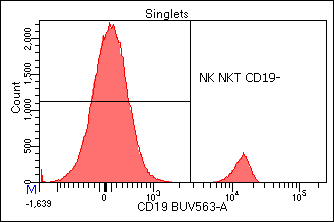 Singlets
2,000
1,500
1,000
500
0
Count
NK NKT CD19-
M
-1,639
0
10³
10⁴
10⁵
CD19 BUV563-A